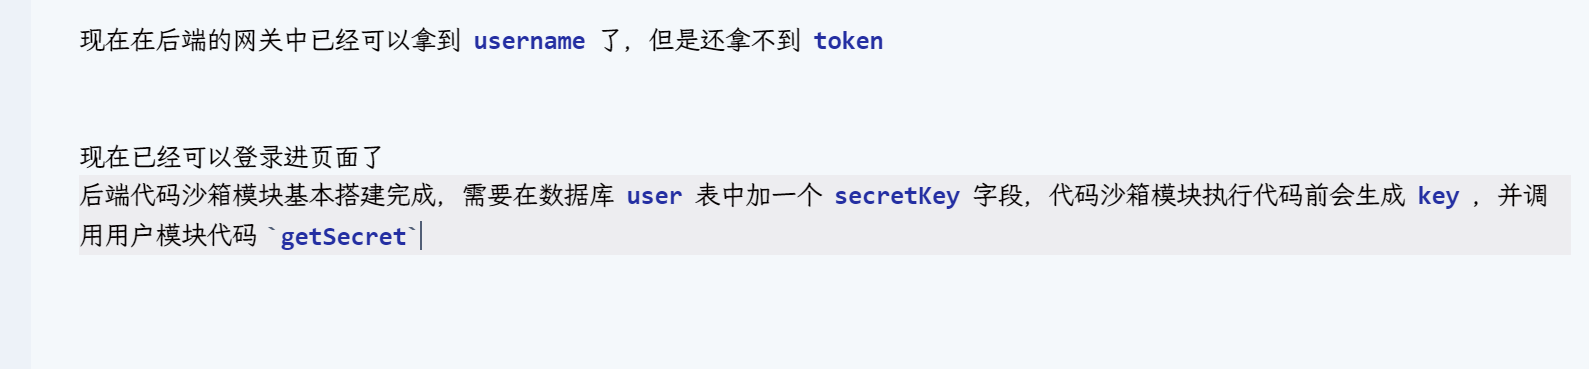 现在在后端的网关中已经可以拿到 username 了，但是还拿不到 token
现在已经可以登录进页面了
后端代码沙箱模块基本搭建完成，需要在数据库 user 表中加一个 secretKey 字段，代码沙箱模块执行代码前会生成 key ，并调
用用户模块代码 `getSecret`